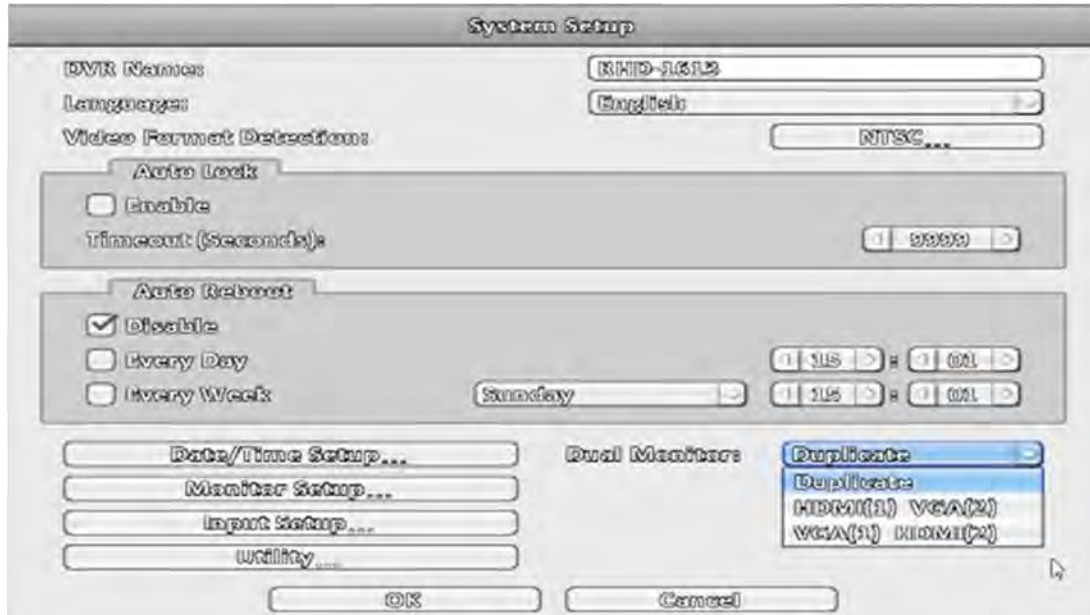 System Setup
DVR Name: RHD-1612
Language: English
Video Format Detection: NTSC...
Auto Lock
Enable
Timeout (Seconds): 9999
Auto Reboot
Disable
Every Day 15 : 01
Every Week Sunday 15 : 01
Date/Time Setup... Dual Monitor: Duplicate
Monitor Setup... Duplicate
HDMI(1) VGA(2)
Input Setup... VGA(1) HDMI(2)
Utility...
OK Cancel